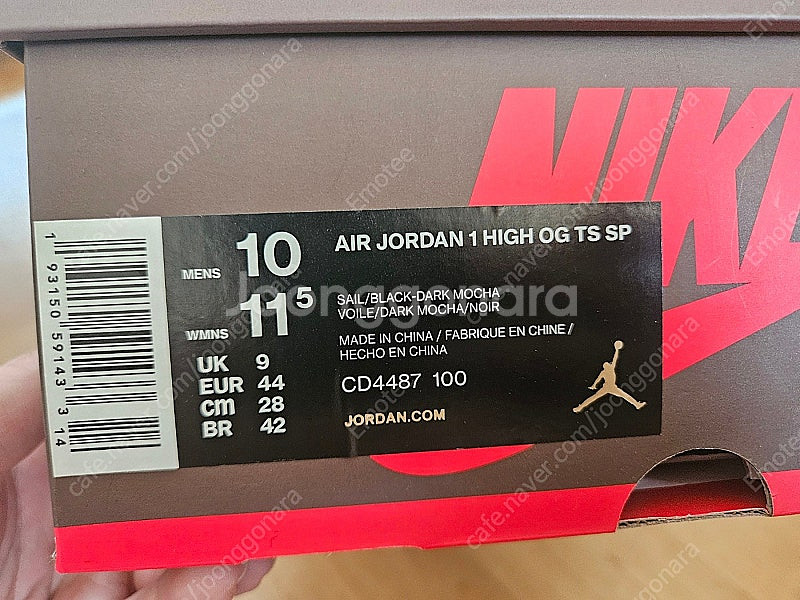 NIKE
MENS 10
WMNS 11⁵
UK 9
EUR 44
cm 28
BR 42
AIR JORDAN 1 HIGH OG TS SP
SAIL/BLACK-DARK MOCHA
VOILE/DARK MOCHA/NOIR
MADE IN CHINA / FABRIQUE EN CHINE /
HECHO EN CHINA
CD4487 100
JORDAN.COM
1 93150 59143 3 14
Joonggonara
Emotee
cafe.naver.com/joonggonara